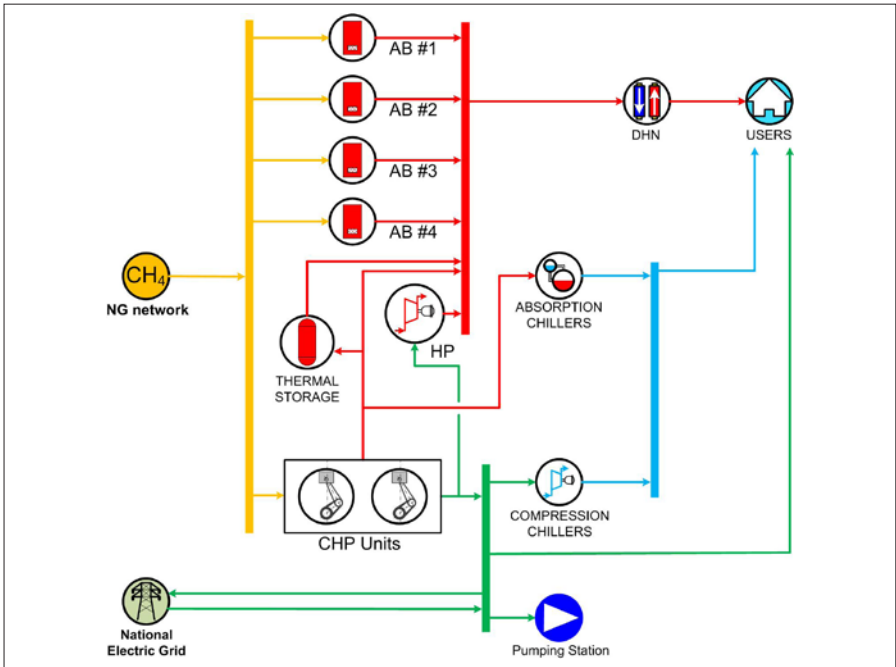 AB #1
AB #2
AB #3
AB #4
DHN
USERS
CH4
NG network
THERMAL
STORAGE
HP
ABSORPTION
CHILLERS
CHP Units
COMPRESSION
CHILLERS
National
Electric Grid
Pumping Station